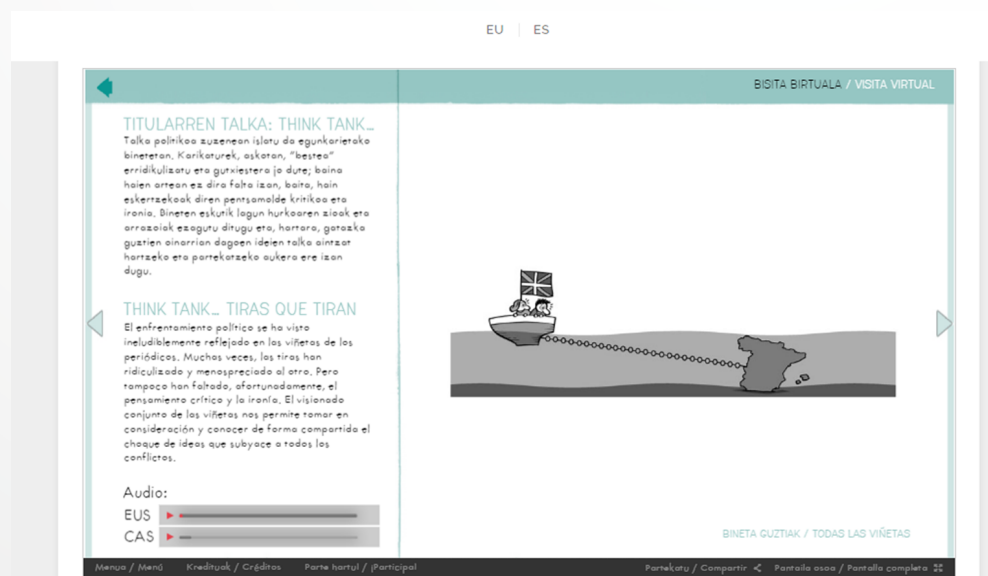 EU ES
BISITA BIRTUALA / VISITA VIRTUAL
TITULARREN TALKA: THINK TANK...
Talka politikoa zuzenean islatu da egunkarietako
binetetan. Karikaturek, askotan, "bestea"
erridikulizatu eta gutxiestera jo dute; baina
haien artean ez dira falta izan, baita, hain
eskertzekoak diren pentsamolde kritikoa eta
ironia. Bineten eskutik lagun hurkoaren zioak eta
arrazoiak ezagutu ditugu eta, hartara, gatazka
guztien oinarrian dagoen ideien talka aintzat
hartzeko eta partekatzeko aukera ere izan
dugu.
THINK TANK... TIRAS QUE TIRAN
El enfrentamiento político se ha visto
ineludiblemente reflejado en las viñetas de los
periódicos. Muchas veces, las tiras han
ridiculizado y menospreciado al otro. Pero
tampoco han faltado, afortunadamente, el
pensamiento crítico y la ironía. El visionado
conjunto de las viñetas nos permite tomar en
consideración y conocer de forma compartida el
choque de ideas que subyace a todos los
conflictos.
Audio:
EUS
CAS
BINETA GUZTIAK / TODAS LAS VIÑETAS
Menua / Menú Kredituak / Créditos Parte hartu! / ¡Participa! Partekatu / Compartir Pantaila osoa / Pantalla completa